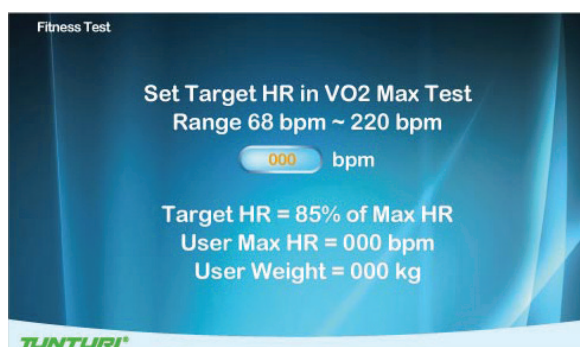 Fitness Test
Set Target HR in VO2 Max Test
Range 68 bpm ~ 220 bpm
000 bpm
Target HR = 85% of Max HR
User Max HR = 000 bpm
User Weight = 000 kg
TUNTURI®